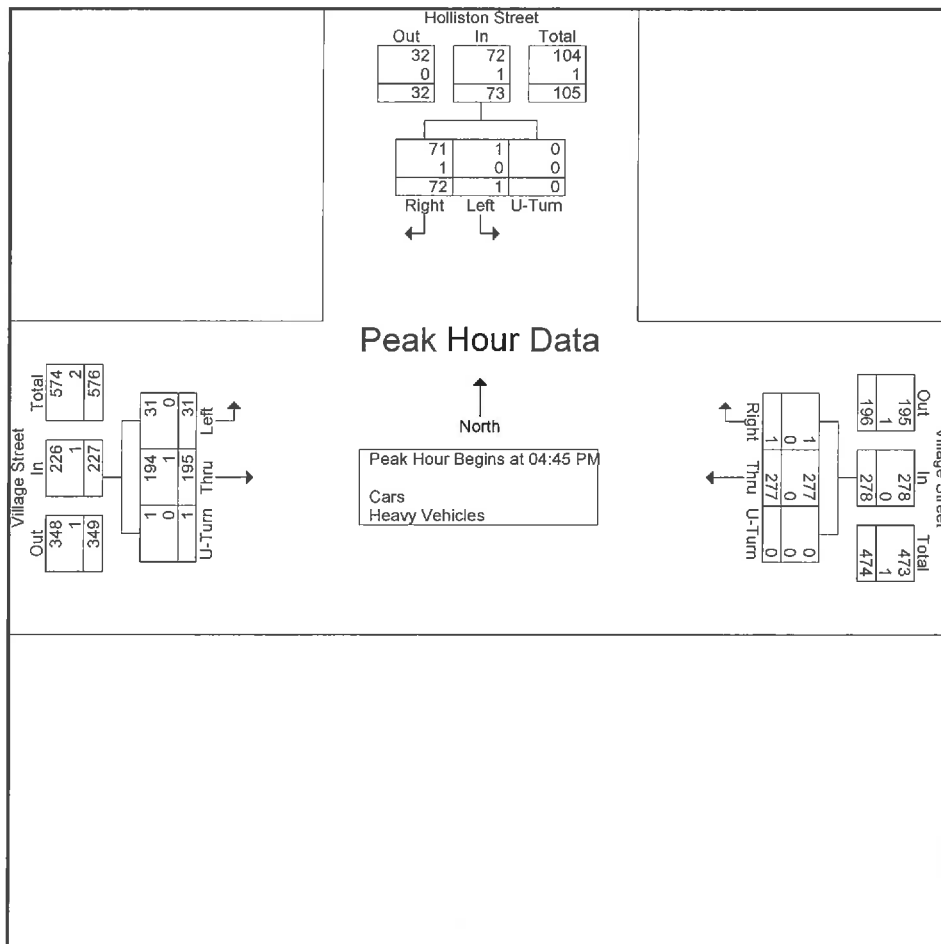 Holliston Street
Out In Total
32 72 104
0 1 1
32 73 105
71 1 0
1 0 0
72 1 0
Right Left U-Turn
Peak Hour Data
North
Peak Hour Begins at 04:45 PM
Cars
Heavy Vehicles
Village Street
Total In Out
574 226 348
2 1 1
576 227 349
31 194 1
0 1 0
31 195 1
Left Thru U-Turn
Village Street
Out In Total
195 278 473
1 0 1
196 278 474
1 277 0
0 0 0
1 277 0
Right Thru U-Turn